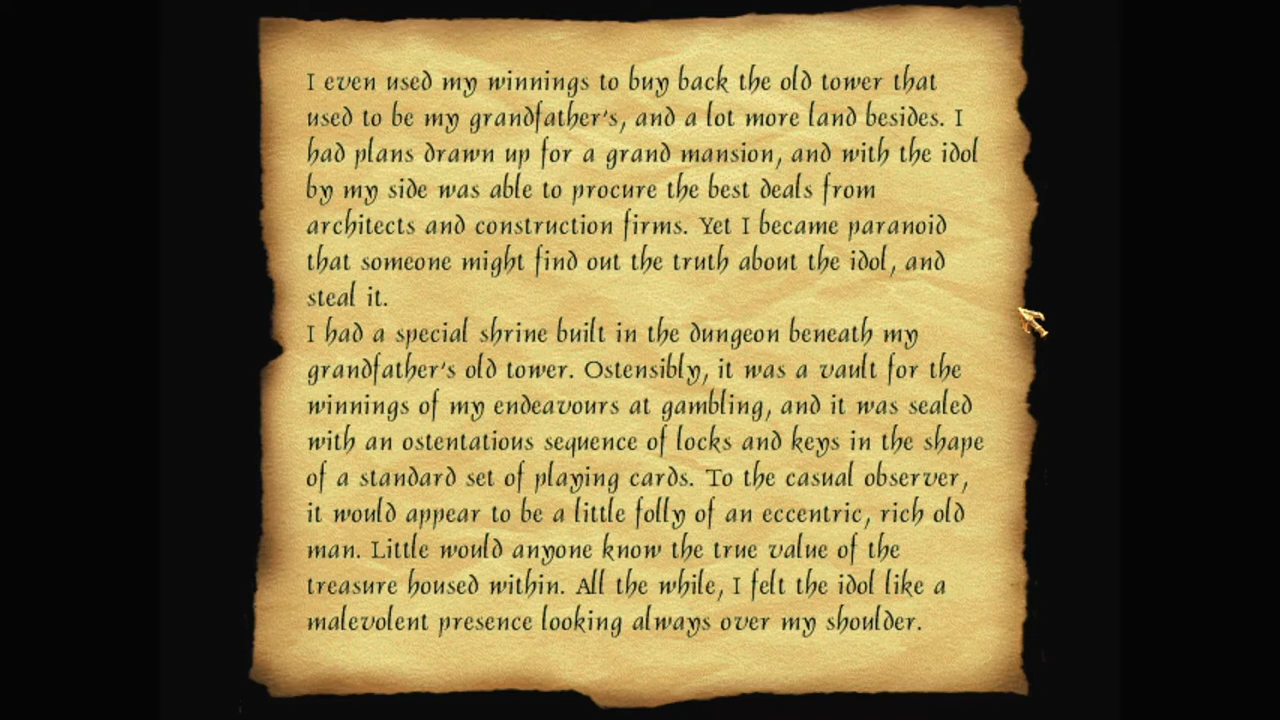 I even used my winnings to buy back the old tower that
used to be my grandfather's, and a lot more land besides. I
had plans drawn up for a grand mansion, and with the idol
by my side was able to procure the best deals from
architects and construction firms. Yet I became paranoid
that someone might find out the truth about the idol, and
steal it.
I had a special shrine built in the dungeon beneath my
grandfather's old tower. Ostensibly, it was a vault for the
winnings of my endeavours at gambling, and it was sealed
with an ostentatious sequence of locks and keys in the shape
of a standard set of playing cards. To the casual observer,
it would appear to be a little folly of an eccentric, rich old
man. Little would anyone know the true value of the
treasure housed within. All the while, I felt the idol like a
malevolent presence looking always over my shoulder.